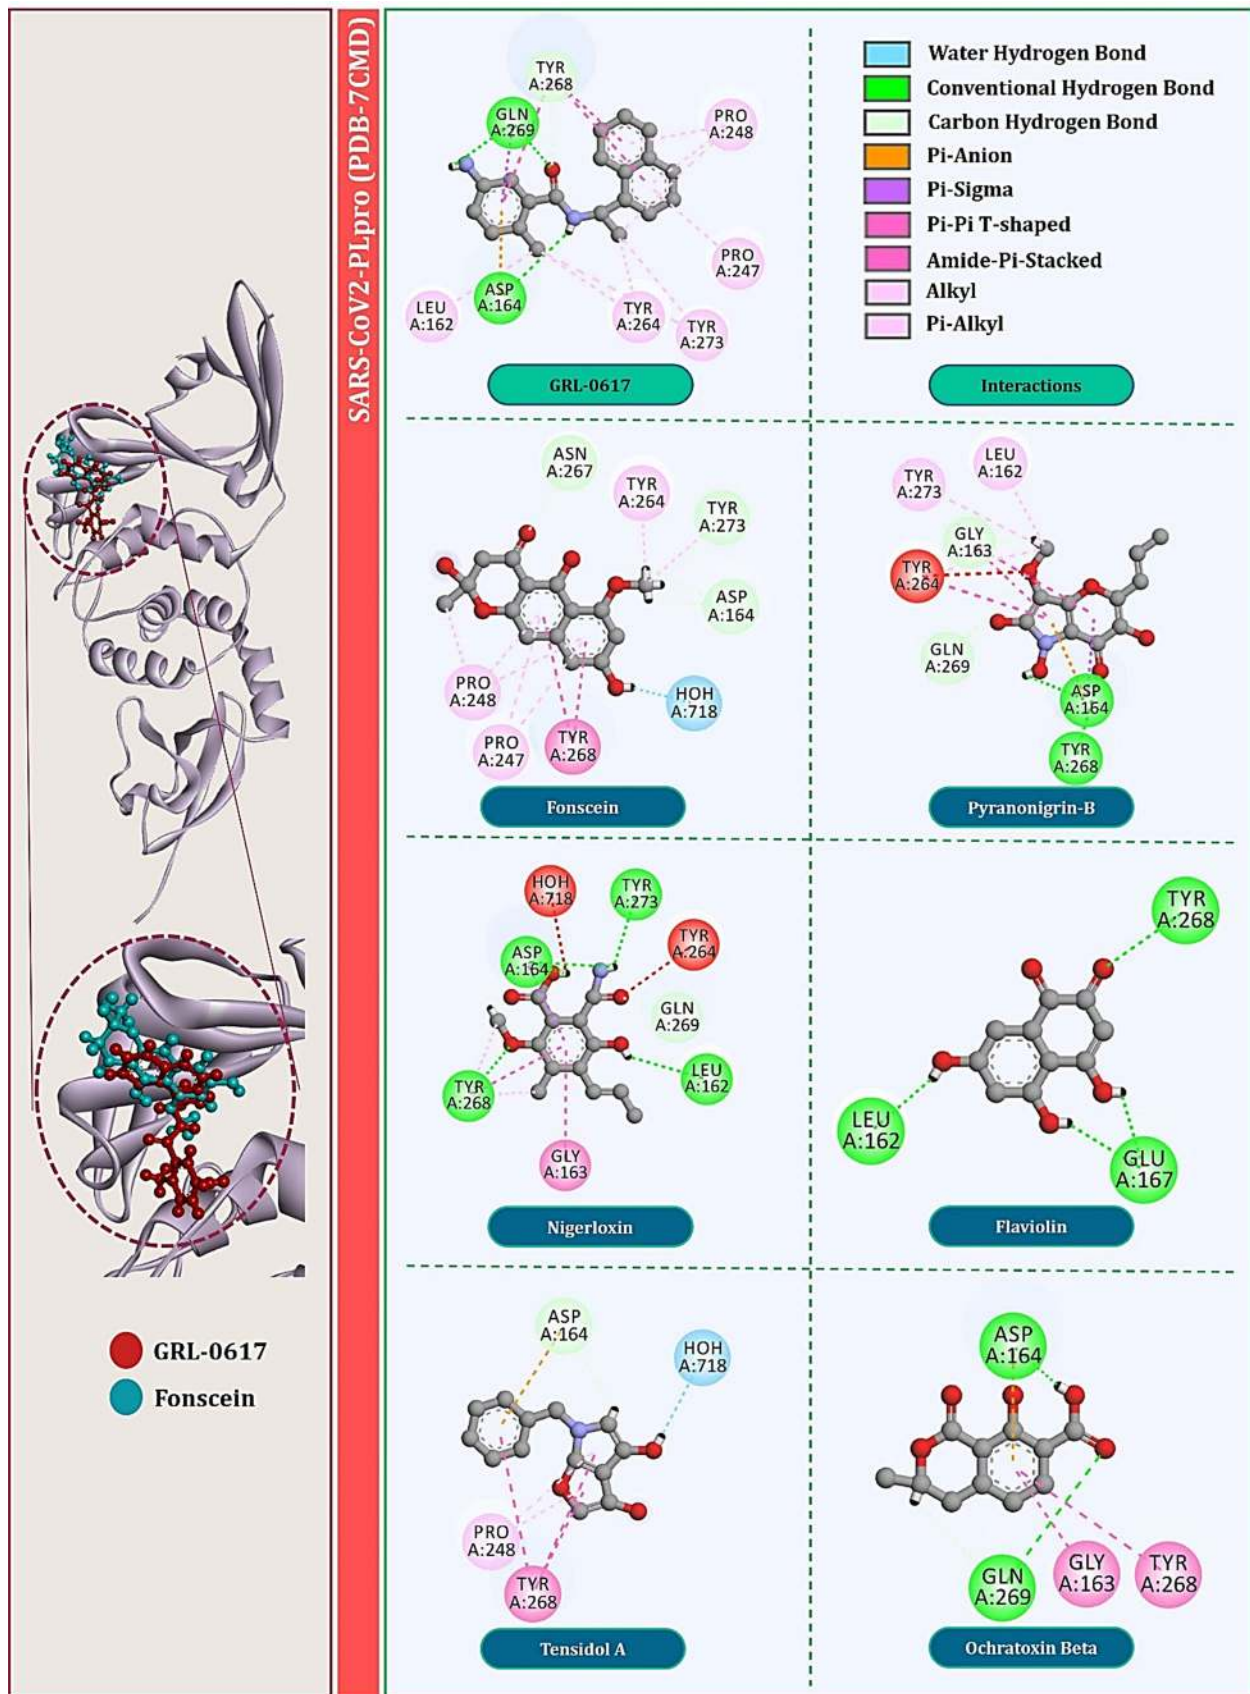 SARS-CoV2-PLpro (PDB-7CMD)
GRL-0617
Fonscein
TYR
A:268
GLN
A:269
PRO
A:248
PRO
A:247
LEU
A:162
ASP
A:164
TYR
A:264
TYR
A:273
GRL-0617
Water Hydrogen Bond
Conventional Hydrogen Bond
Carbon Hydrogen Bond
Pi-Anion
Pi-Sigma
Pi-Pi T-shaped
Amide-Pi-Stacked
Alkyl
Pi-Alkyl
Interactions
ASN
A:267
TYR
A:264
TYR
A:273
ASP
A:164
PRO
A:248
HOH
A:718
PRO
A:247
TYR
A:268
Fonscein
LEU
A:162
TYR
A:273
GLY
A:163
TYR
A:264
GLN
A:269
ASP
A:164
TYR
A:268
Pyranonigrin-B
HOH
A:718
TYR
A:273
ASP
A:164
TYR
A:264
GLN
A:269
TYR
A:268
LEU
A:162
GLY
A:163
Nigerloxin
TYR
A:268
LEU
A:162
GLU
A:167
Flaviolin
ASP
A:164
HOH
A:718
PRO
A:248
TYR
A:268
Tensidol A
ASP
A:164
GLN
A:269
GLY
A:163
TYR
A:268
Ochratoxin Beta